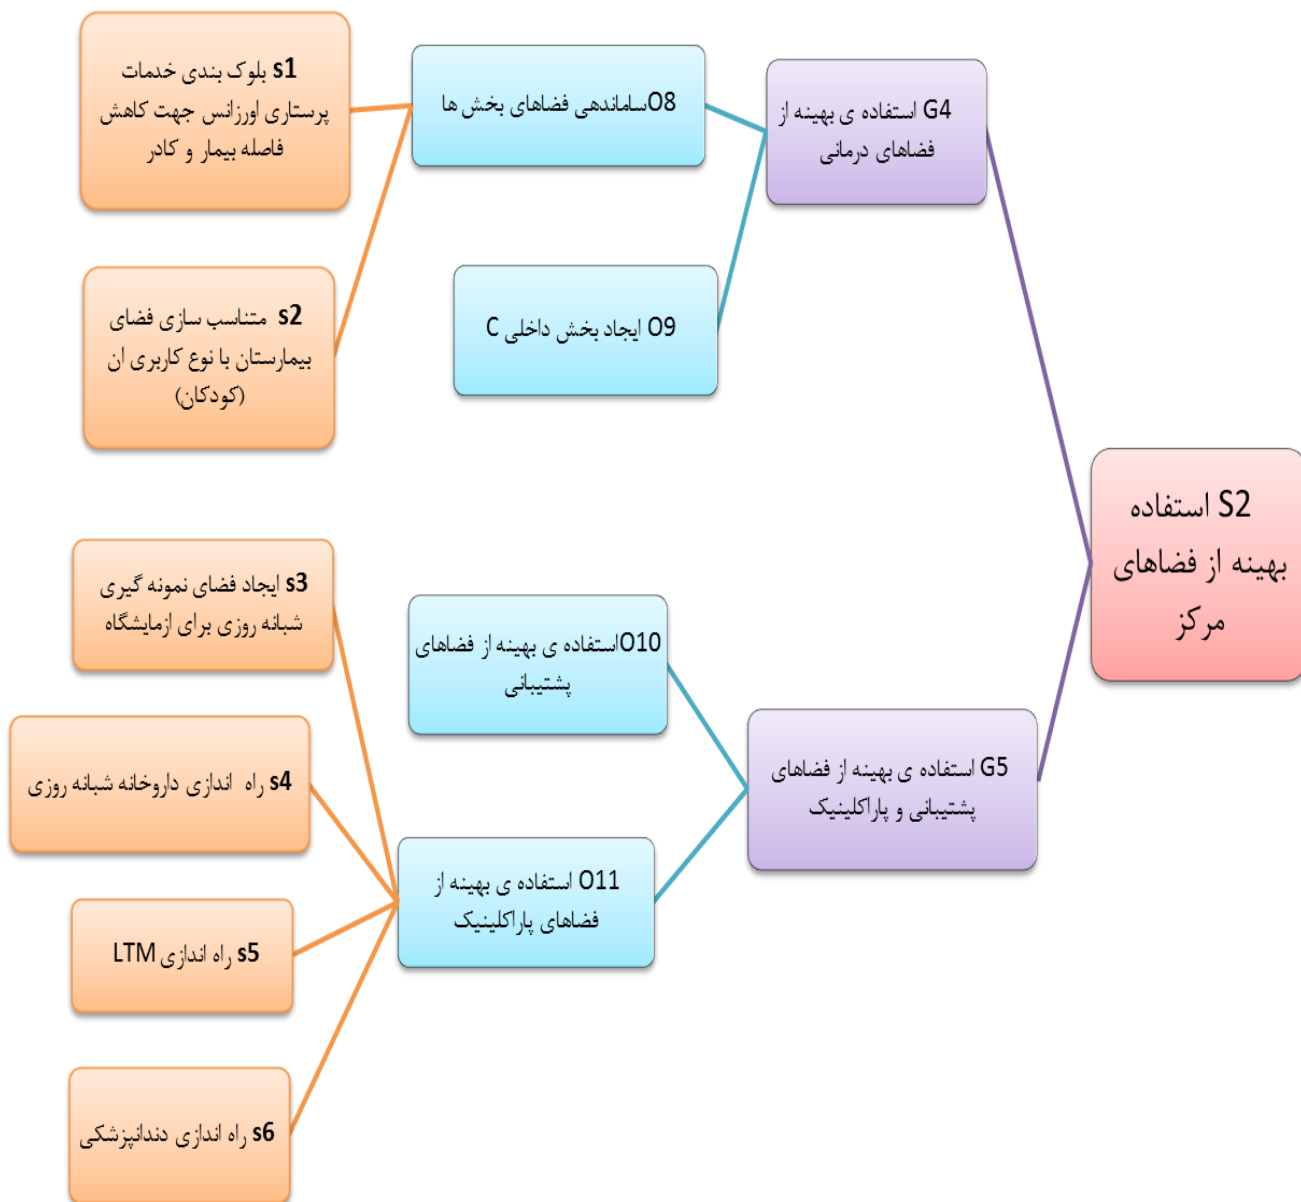 S2 استفاده
بهینه از فضاهای
مرکز
G4 استفاده ی بهینه از
فضاهای درمانی
O8ساماندهی فضاهای بخش ها
s1 بلوک بندی خدمات
پرستاری اورزانس جهت کاهش
فاصله بیمار و کادر
s2 متناسب سازی فضای
بیمارستان با نوع کاربری ان
(کودکان)
O9 ایجاد بخش داخلی C
G5 استفاده ی بهینه از فضاهای
پشتیبانی و پاراکلینیک
O10استفاده ی بهینه از فضاهای
پشتیبانی
O11 استفاده ی بهینه از
فضاهای پاراکلینیک
s3 ایجاد فضای نمونه گیری
شبانه روزی برای ازمایشگاه
s4 راه اندازی داروخانه شبانه روزی
s5 راه اندازی LTM
s6 راه اندازی دندانپزشکی